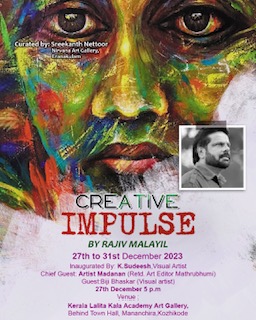 Curated by: Sreekanth Nettoor
Nirvana Art Gallery,
Eranakulam
CREATIVE
IMPULSE
BY RAJIV MALAYIL
27th to 31st December 2023
Inaugurated By: K.Sudeesh,Visual Artist
Chief Guest: Artist Madanan (Retd. Art Editor Mathrubhumi)
Guest:Biji Bhaskar (Visual artist)
27th December 5 p.m
Venue :
Kerala Lalita Kala Academy Art Gallery,
Behind Town Hall, Mananchira,Kozhikode